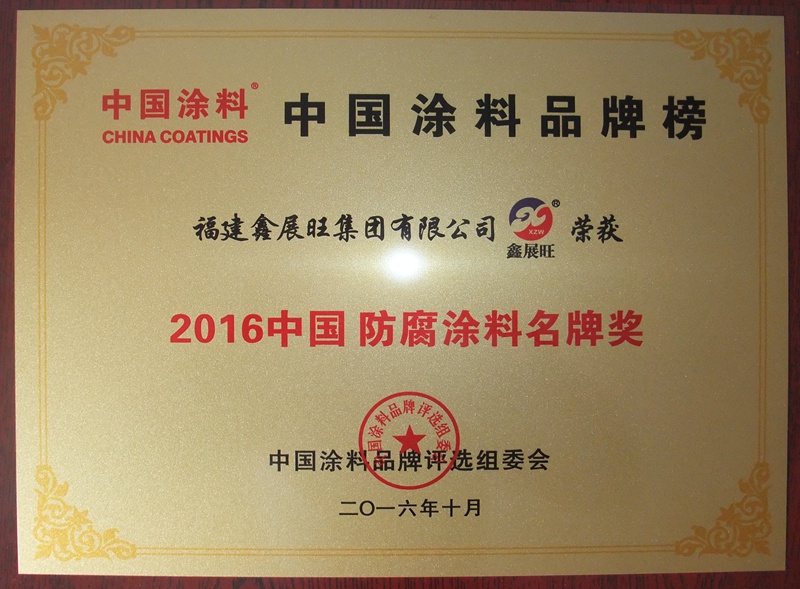 中国涂料®
CHINA COATINGS
中国涂料品牌榜
福建鑫展旺集团有限公司
XZW
®
鑫展旺
荣获
2016中国 防腐涂料名牌奖
中国涂料品牌评选组委会
中国涂料品牌评选组委会
二〇一六年十月